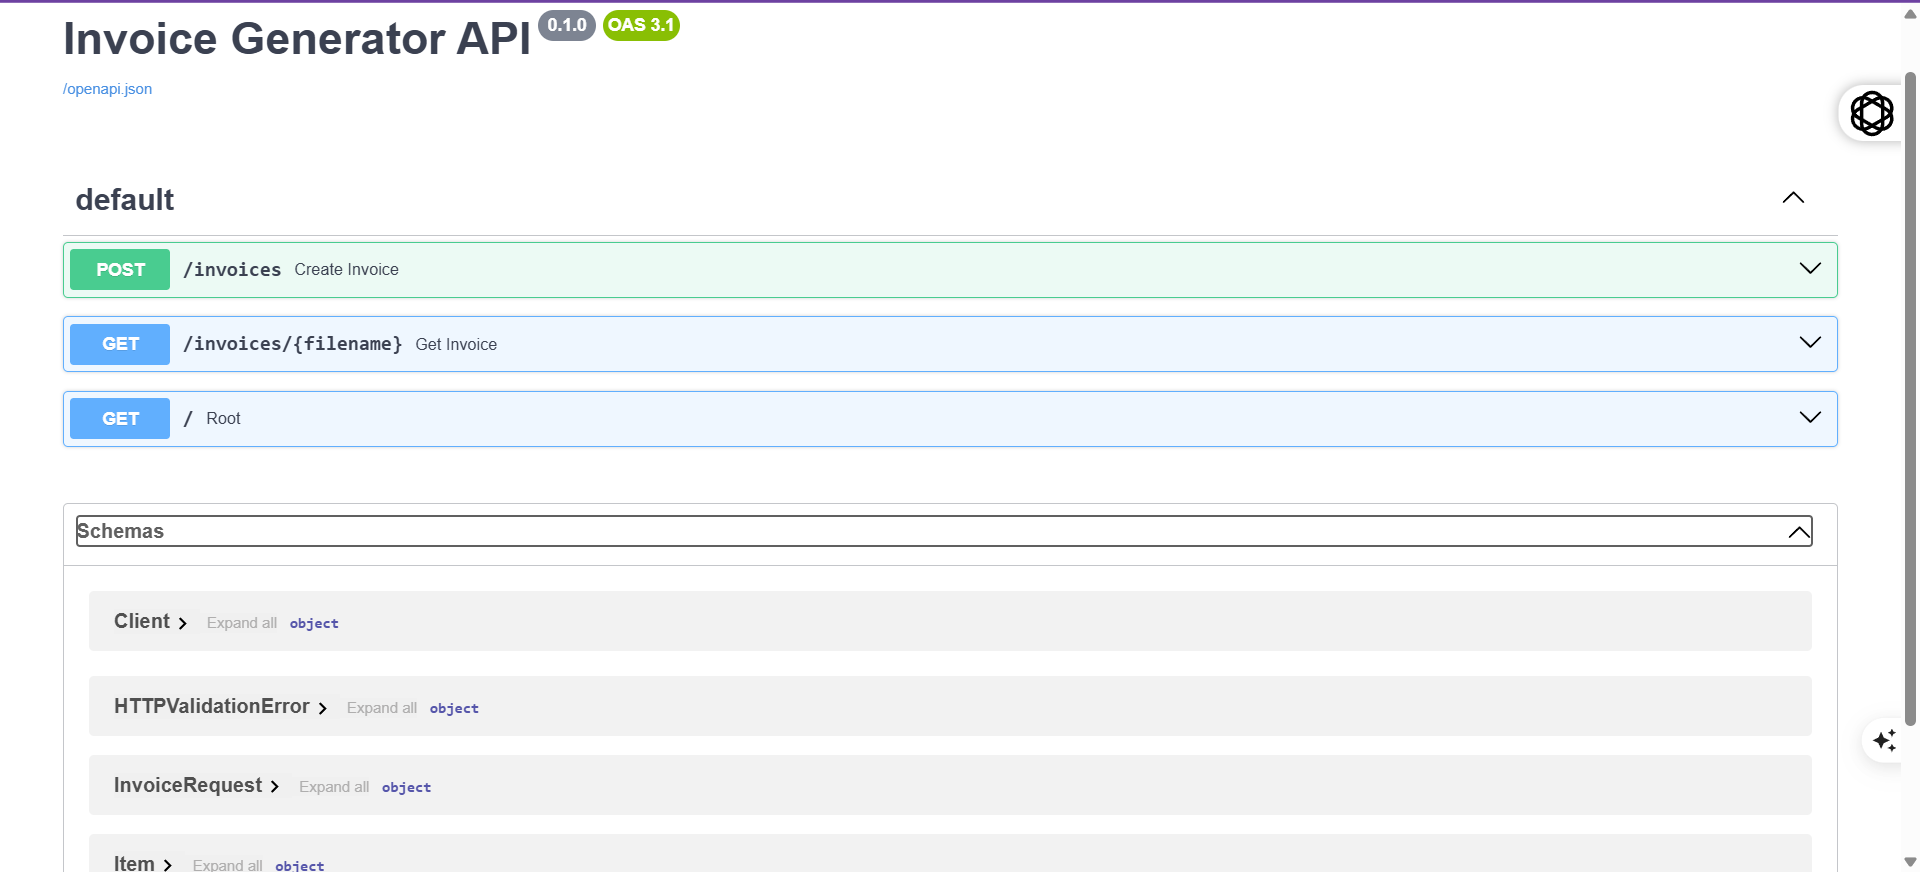 Invoice Generator API 0.1.0 OAS 3.1
/openapi.json
default
POST /invoices Create Invoice
GET /invoices/{filename} Get Invoice
GET / Root
Schemas
Client Expand all object
HTTPValidationError Expand all object
InvoiceRequest Expand all object
Item Expand all object